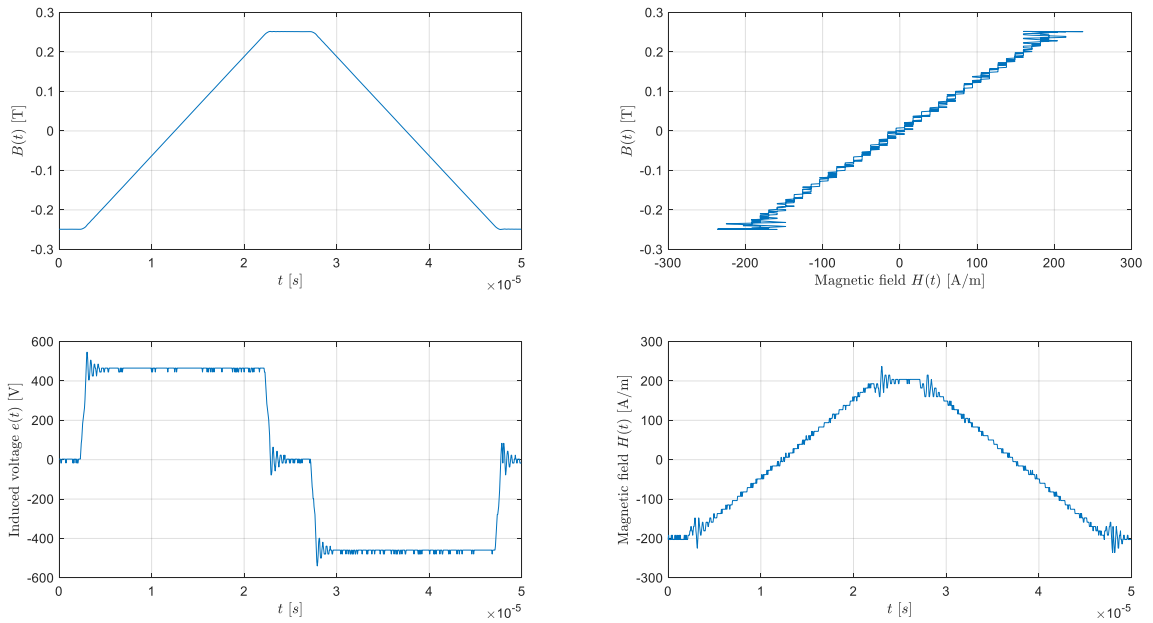 0.3
0.2
0.1
0
-0.1
-0.2
-0.3
B(t) [T]
0 1 2 3 4 5
t [s]
×10-5
0.3
0.2
0.1
0
-0.1
-0.2
-0.3
B(t) [T]
-300 -200 -100 0 100 200 300
Magnetic field H(t) [A/m]
600
400
200
0
-200
-400
-600
Induced voltage e(t) [V]
0 1 2 3 4 5
t [s]
×10-5
300
200
100
0
-100
-200
-300
Magnetic field H(t) [A/m]
0 1 2 3 4 5
t [s]
×10-5